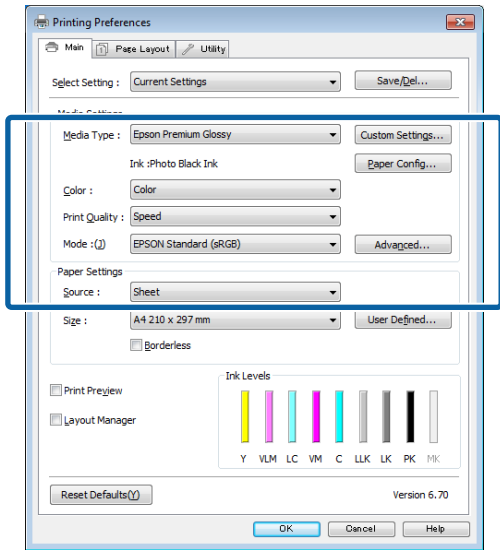 Printing Preferences
Main Page Layout Utility
Select Setting : Current Settings Save/Del...
Media Settings
Media Type : Epson Premium Glossy Custom Settings...
Ink :Photo Black Ink Paper Config...
Color : Color
Print Quality : Speed
Mode :(J) EPSON Standard (sRGB) Advanced...
Paper Settings
Source : Sheet
Size : A4 210 x 297 mm User Defined...
Borderless
Ink Levels
Print Preview
Layout Manager
Y VLM LC VM C LLK LK PK MK
Reset Defaults(Y) Version 6.70
OK Cancel Help